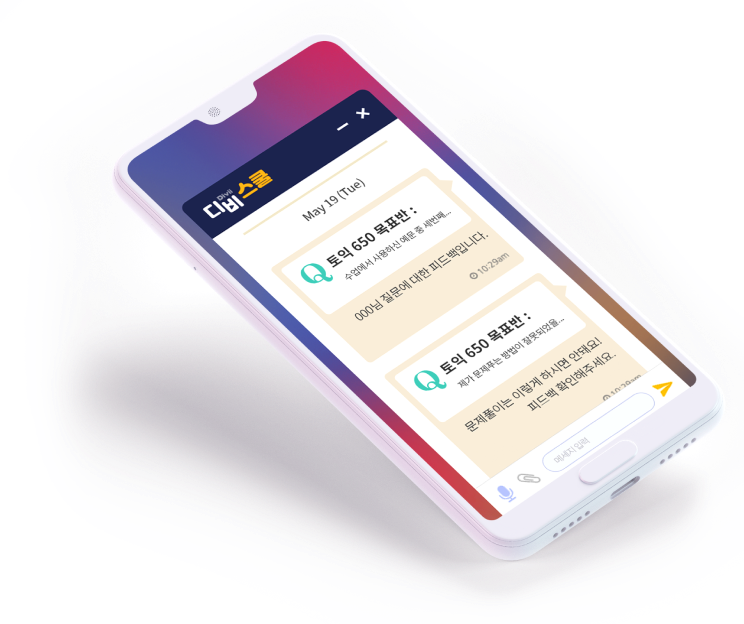 Divii
디비스쿨
May 19 (Tue)
Q 토익 650 목표반 :
수업에서 사용하신 예문 중 세번째...
000님 질문에 대한 피드백입니다.
10:29am
Q 토익 650 목표반 :
제가 문제푸는 방법이 잘못되었을...
문제풀이는 이렇게 하시면 안돼요!
피드백 확인해주세요.
10:29am
메세지 입력